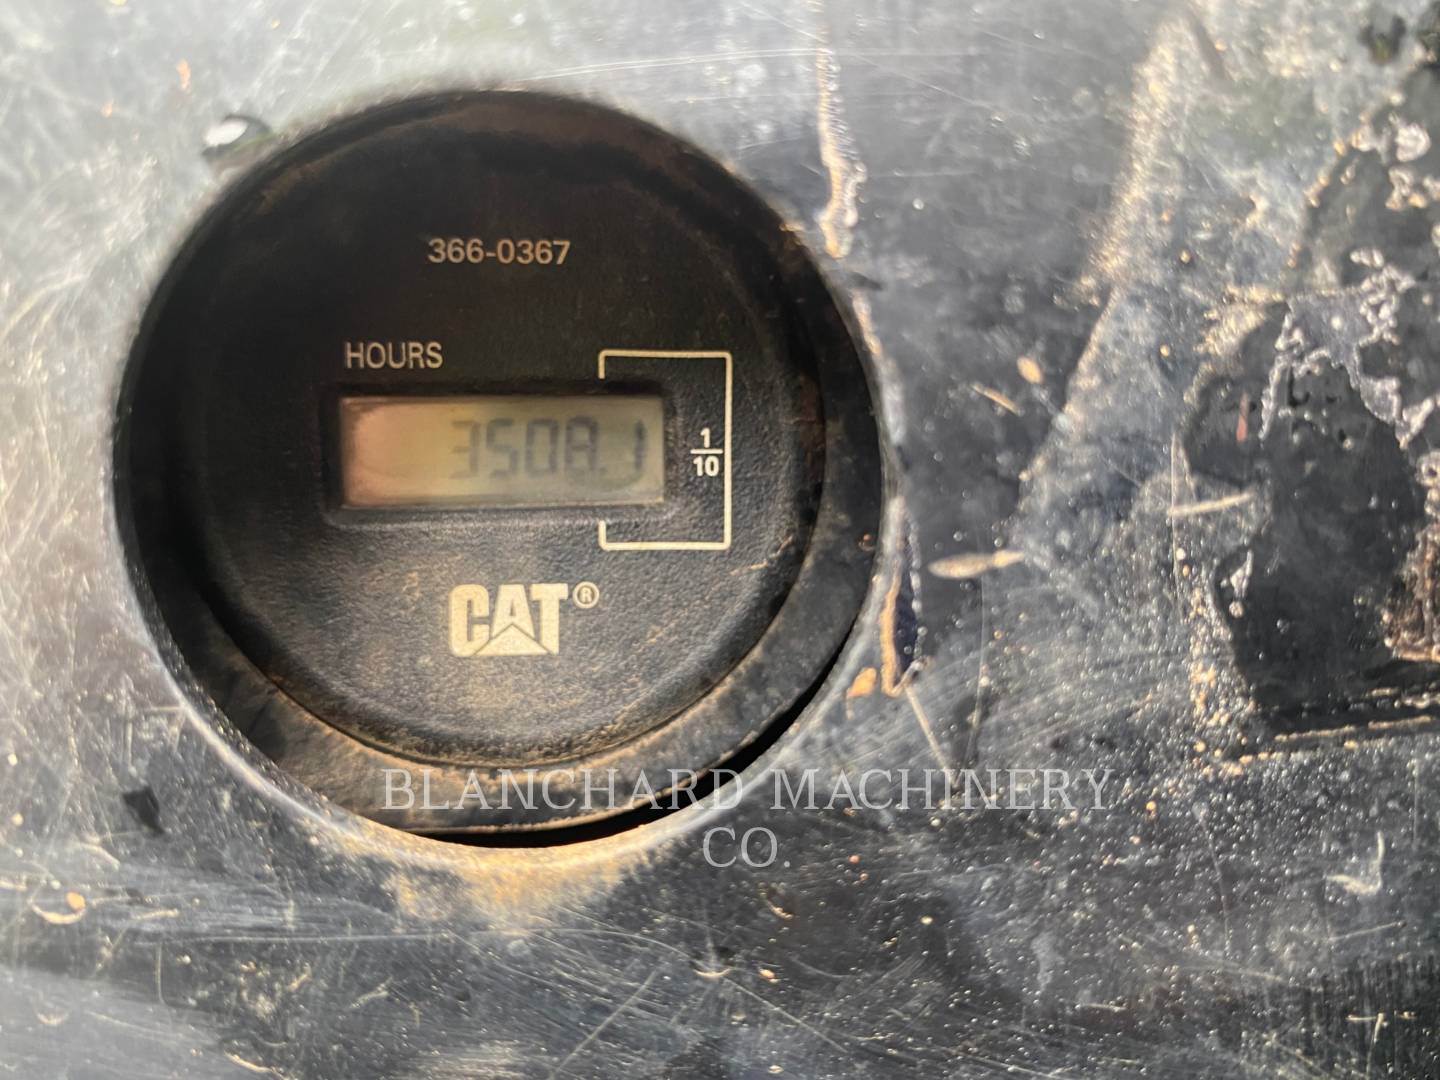 366-0367
HOURS
3508.1
1
10
CAT®
BLANCHARD MACHINERY
CO.